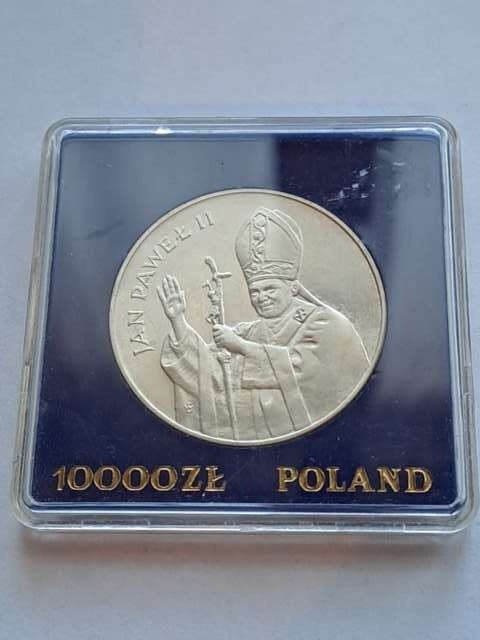 JAN PAWEŁ II
10000ZŁ POLAND